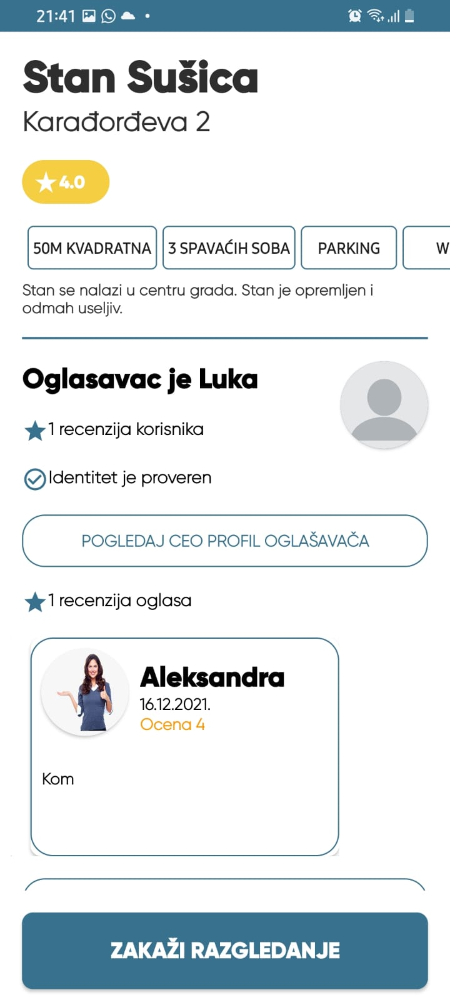 21:41
Stan Sušica
Karađorđeva 2
4.0
50M KVADRATNA 3 SPAVAĆIH SOBA PARKING W
Stan se nalazi u centru grada. Stan je opremljen i
odmah useljiv.
Oglasavac je Luka
1 recenzija korisnika
Identitet je proveren
POGLEDAJ CEO PROFIL OGLAŠAVAČA
1 recenzija oglasa
Aleksandra
16.12.2021.
Ocena 4
Kom
ZAKAŽI RAZGLEDANJE